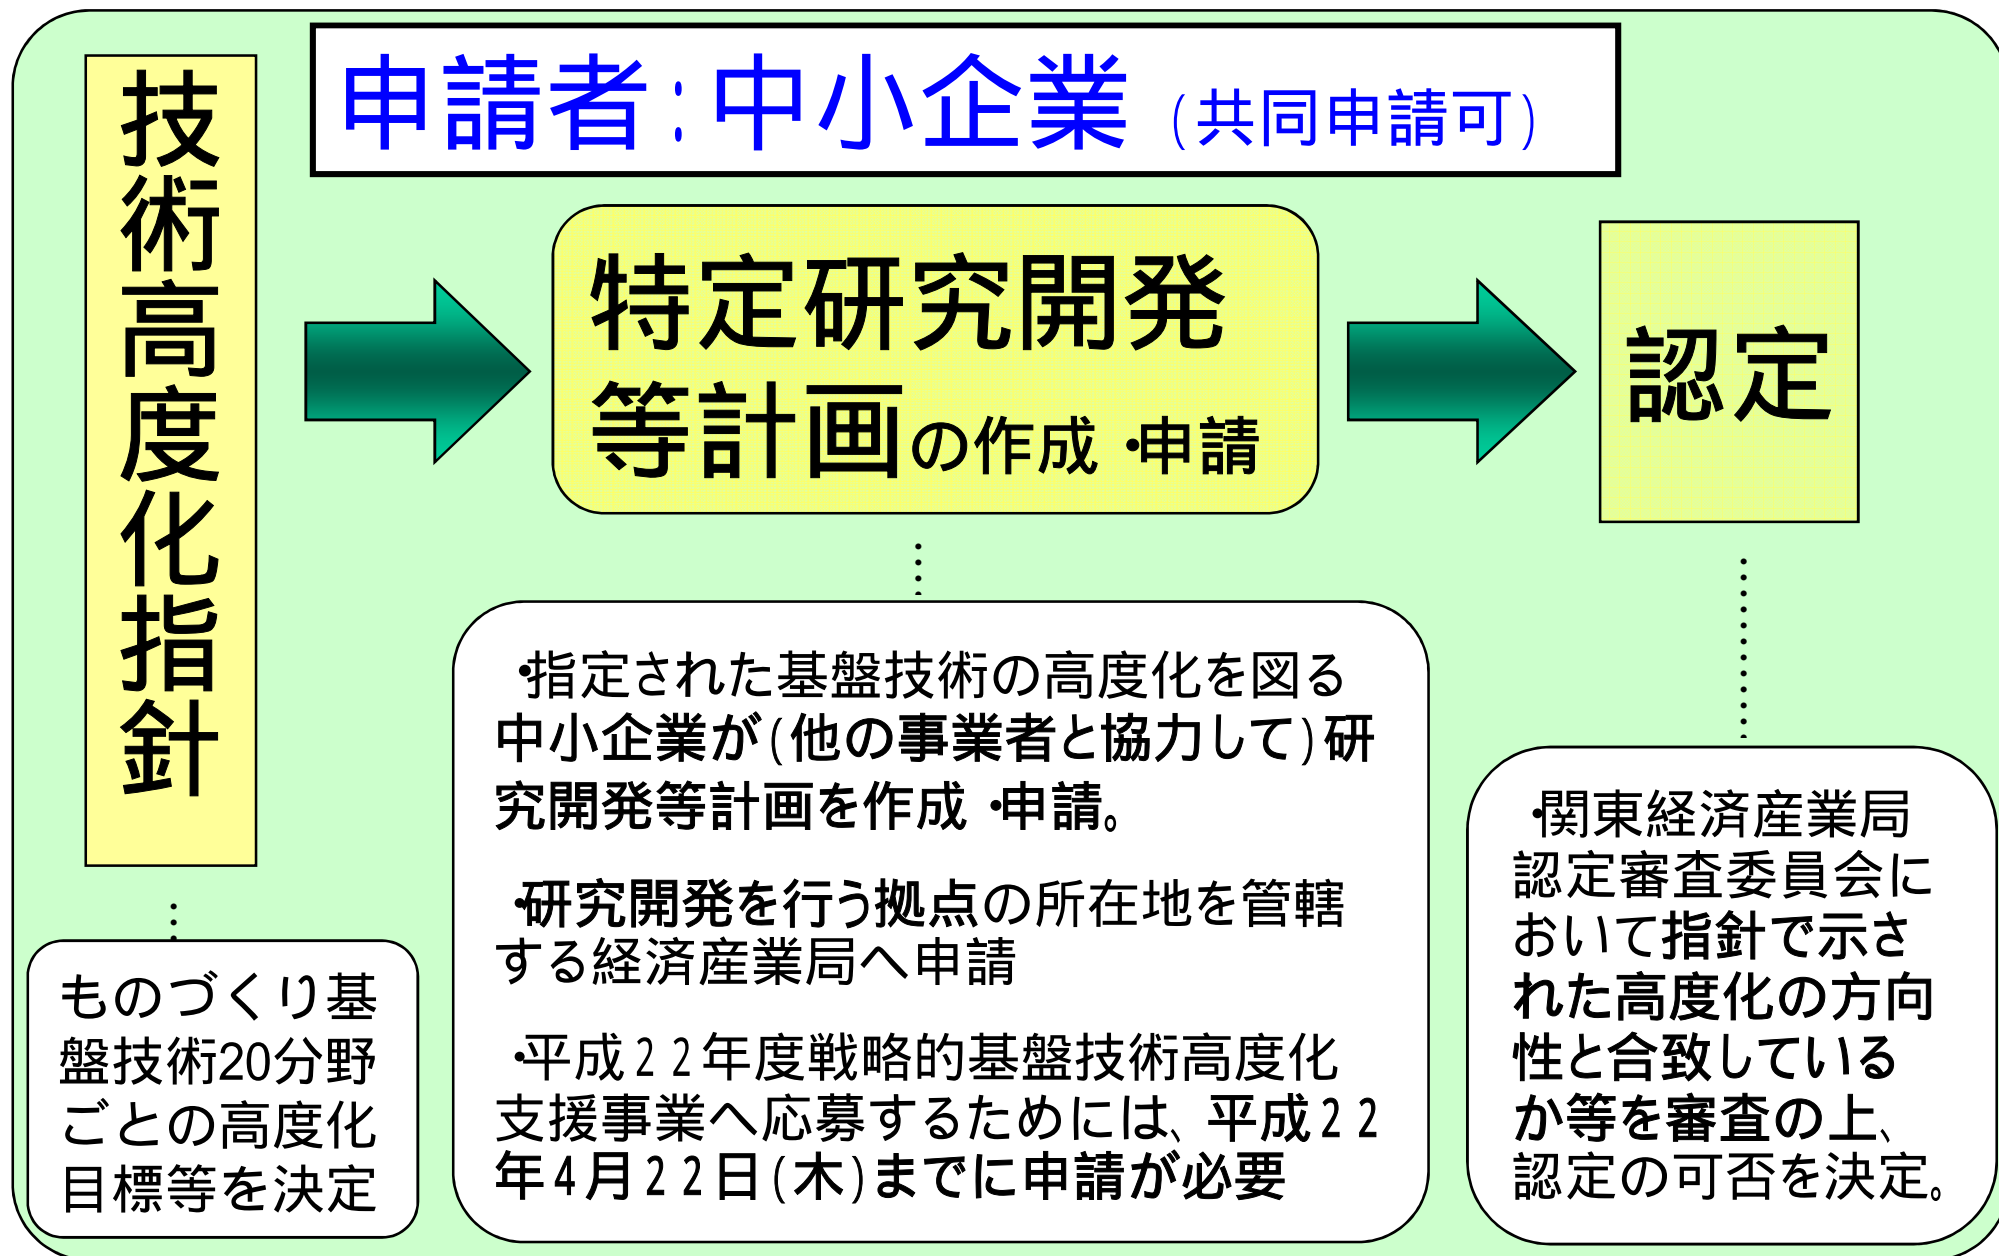 申請者：中小企業（共同申請可）
技術高度化指針
特定研究開発
等計画の作成・申請
認定
ものづくり基
盤技術20分野
ごとの高度化
目標等を決定
・指定された基盤技術の高度化を図る
中小企業が（他の事業者と協力して）研
究開発等計画を作成・申請。
・研究開発を行う拠点の所在地を管轄
する経済産業局へ申請
・平成２２年度戦略的基盤技術高度化
支援事業へ応募するためには、平成２２
年４月２２日（木）までに申請が必要
・関東経済産業局
認定審査委員会に
おいて指針で示さ
れた高度化の方向
性と合致している
か等を審査の上、
認定の可否を決定。